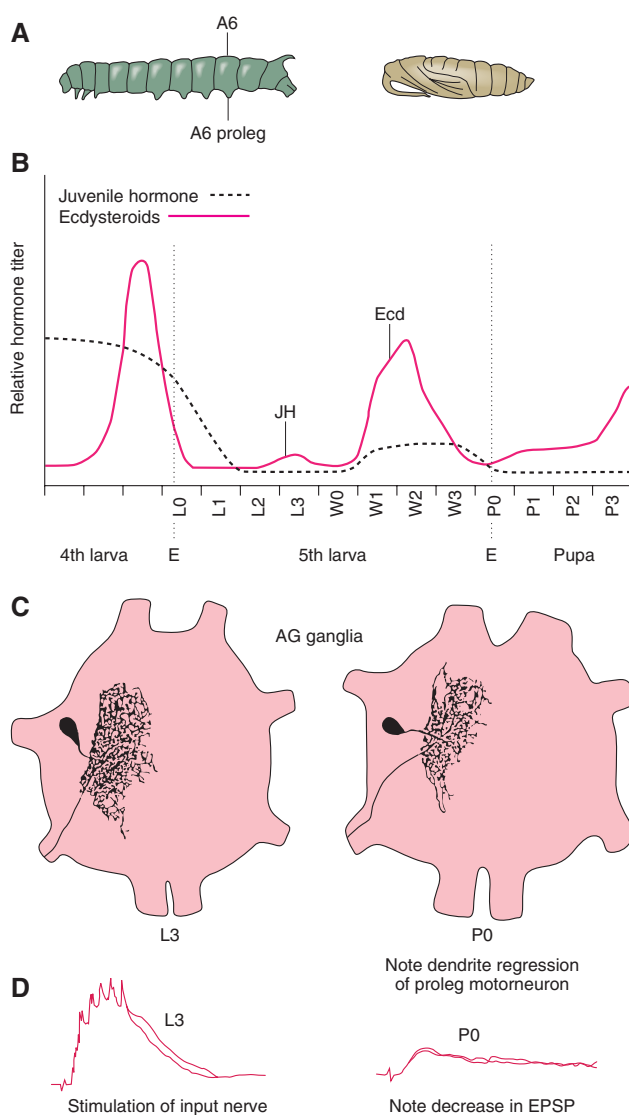 A
A6
A6 proleg
B
Juvenile hormone
Ecdysteroids
Relative hormone titer
Ecd
JH
L0 L1 L2 L3 W0 W1 W2 W3 P0 P1 P2 P3
4th larva E 5th larva E Pupa
C
AG ganglia
L3 P0
Note dendrite regression
of proleg motorneuron
D
L3
P0
Stimulation of input nerve
Note decrease in EPSP